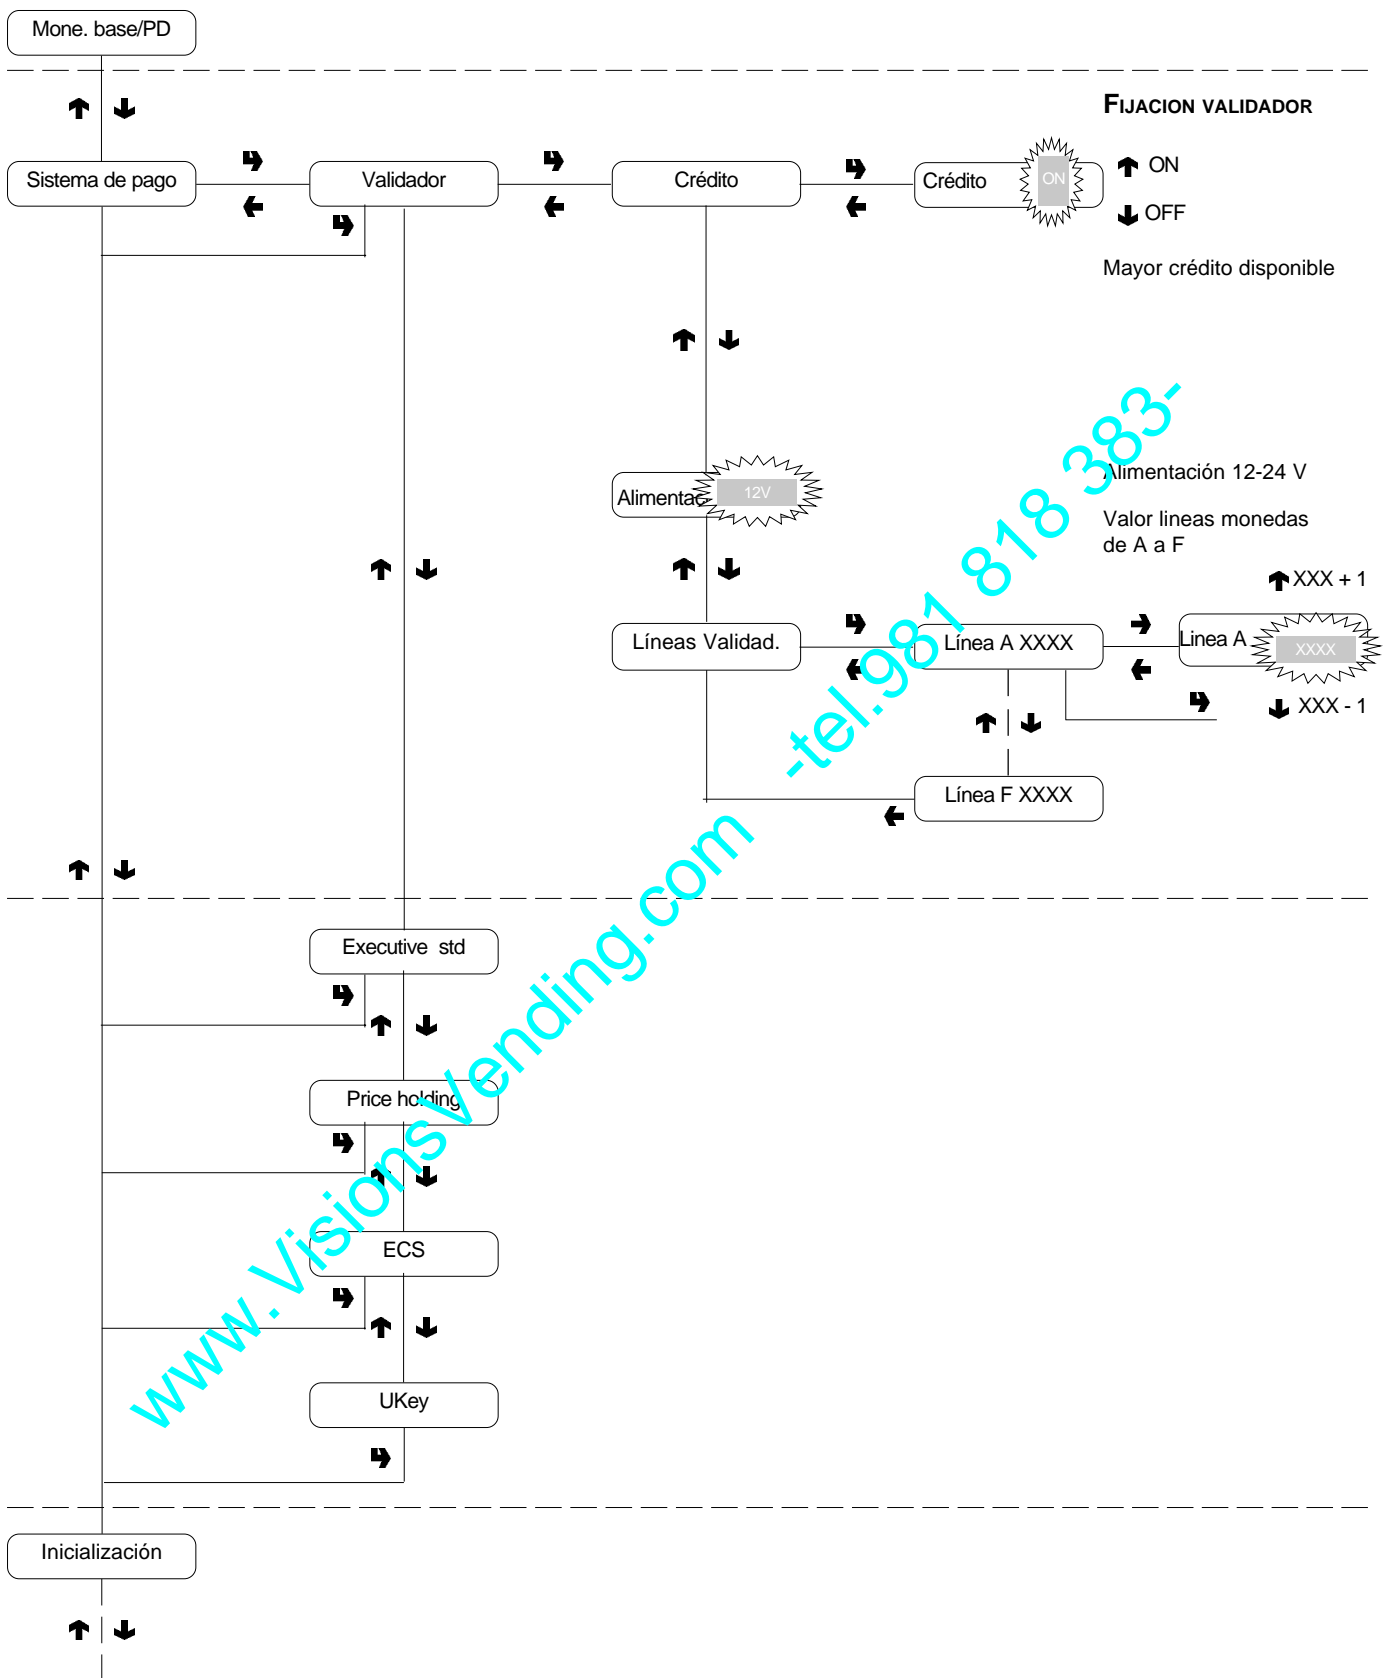 Mone. base/PD
FIJACION VALIDADOR
Sistema de pago
Validador
Crédito
Crédito
ON
ON
OFF
Mayor crédito disponible
Alimentac
12V
Alimentación 12-24 V
Valor lineas monedas
de A a F
XXX + 1
Líneas Validad.
Línea A XXXX
Linea A
XXXX
XXX - 1
Línea F XXXX
Executive std
Price holding
ECS
UKey
Inicialización
www.VisionsVending.com -tel.981 818 383-